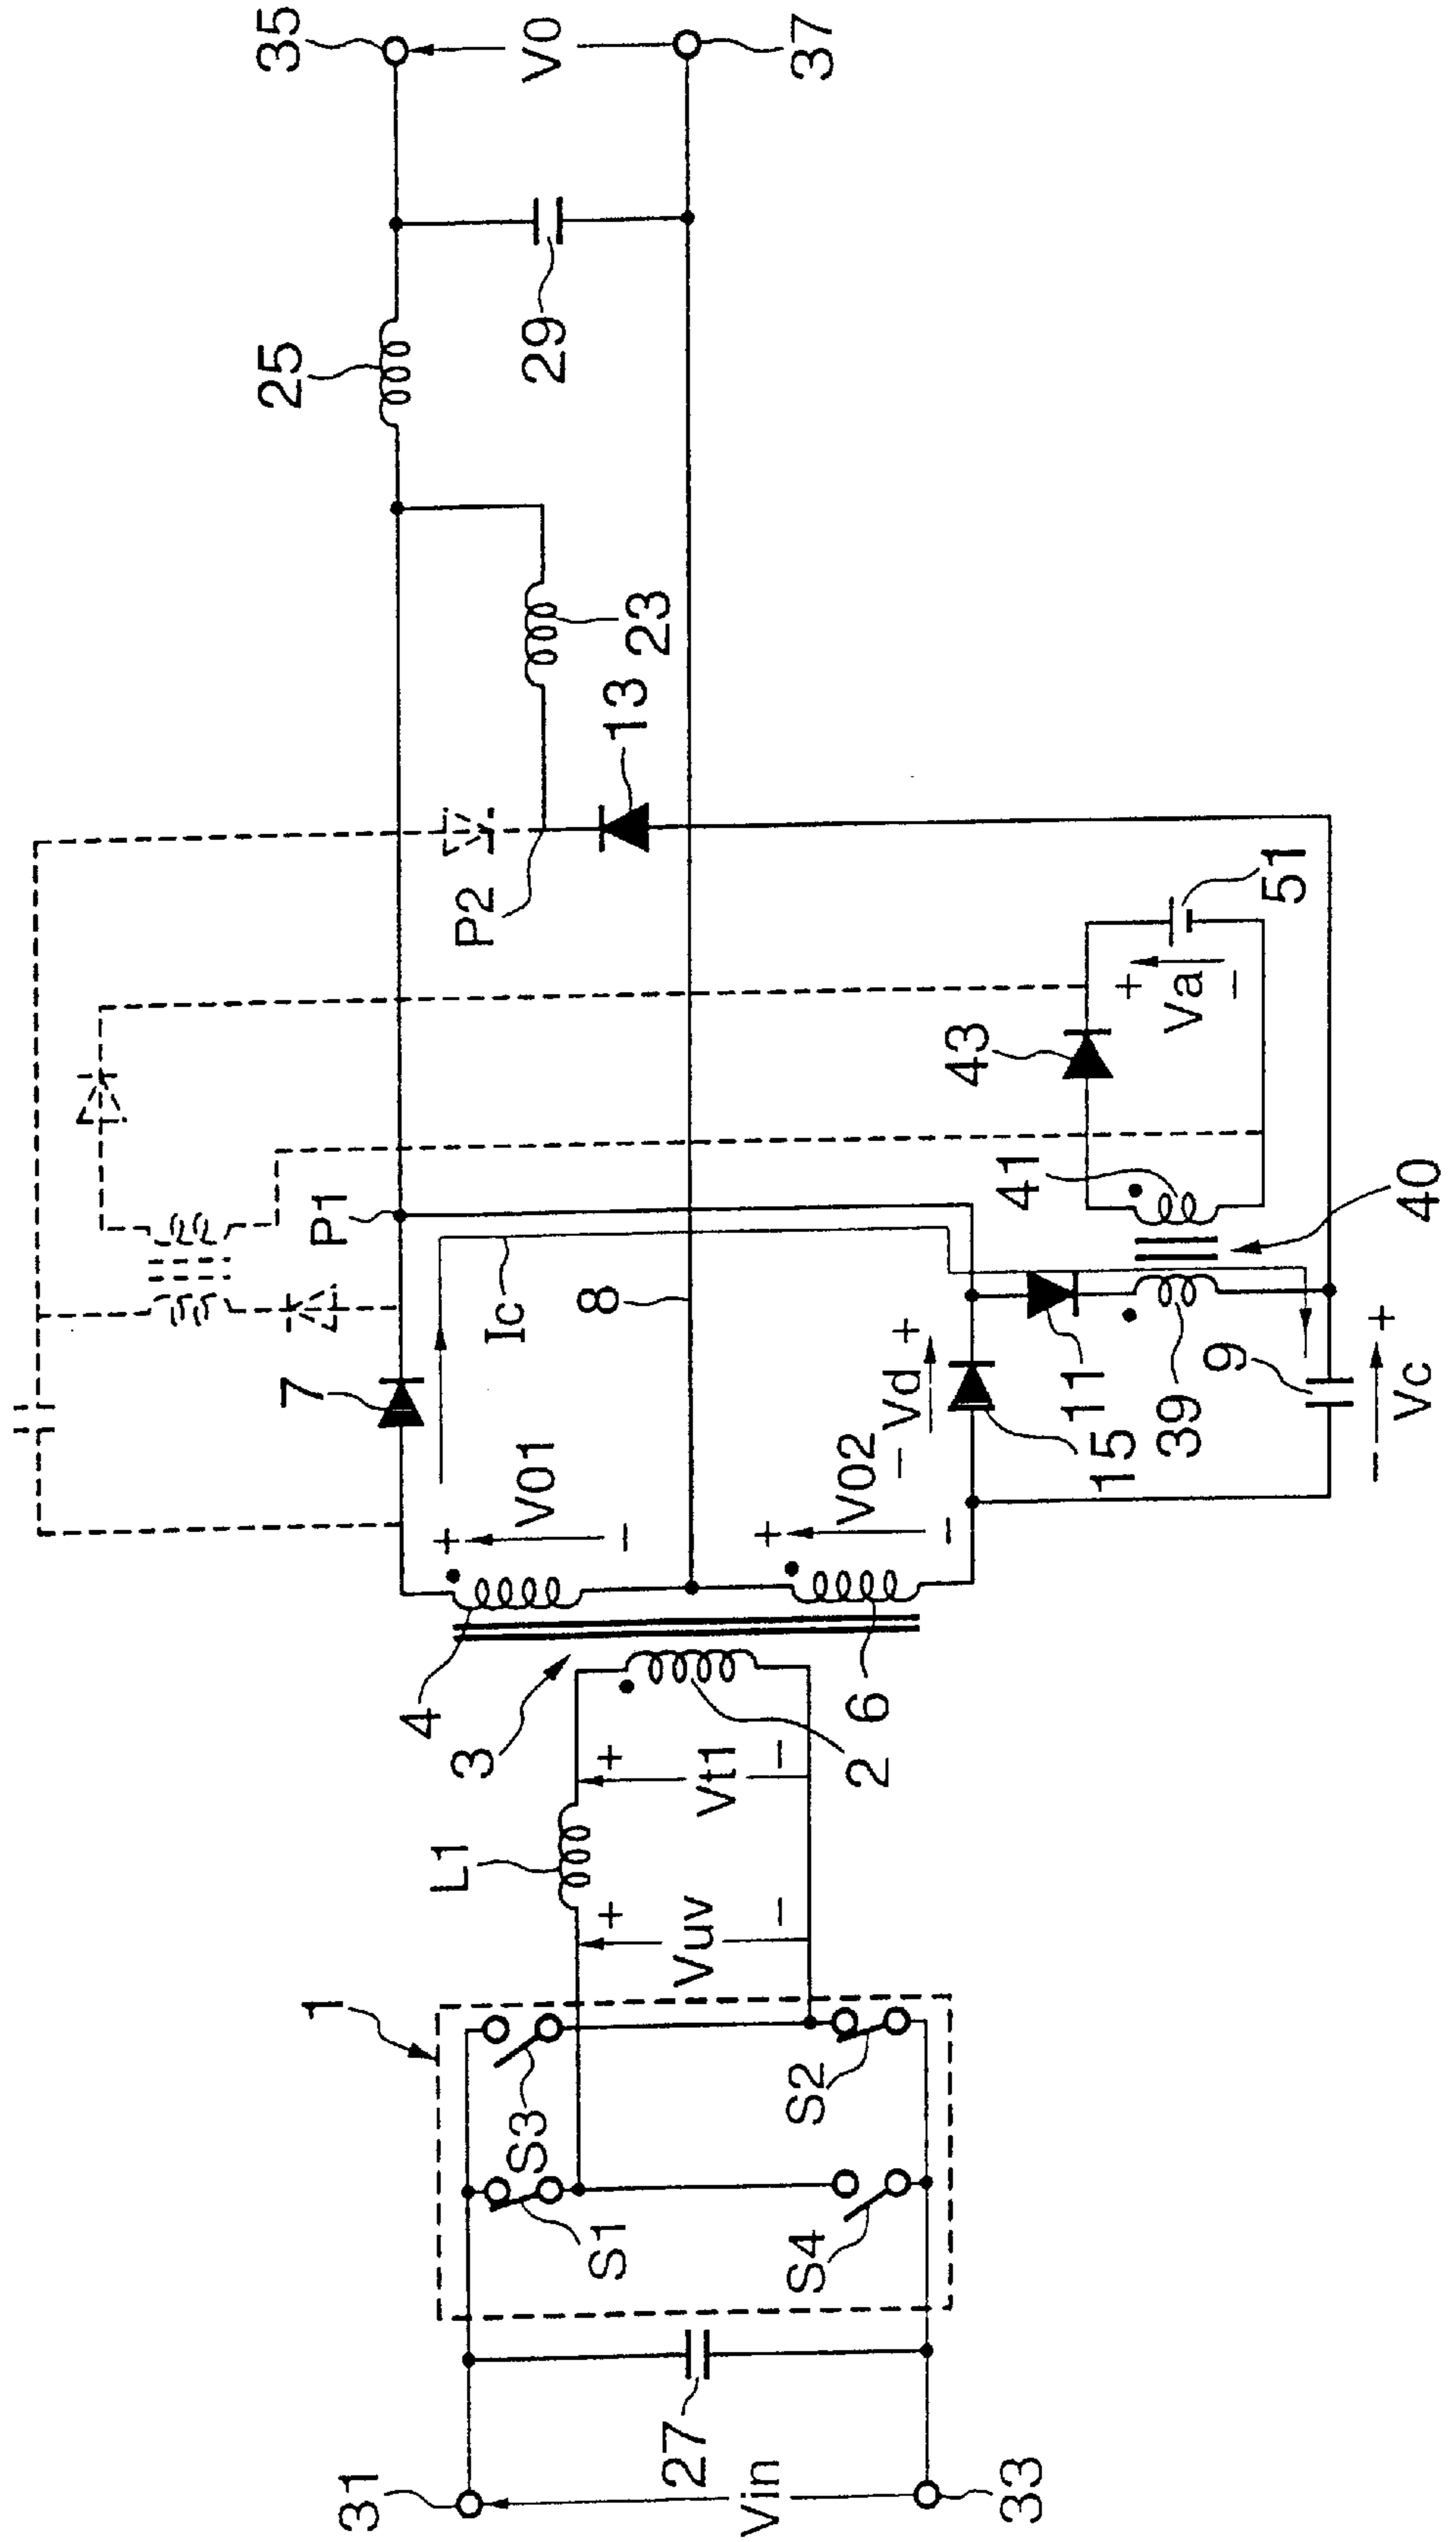 35
V0
37
25
29
23
13
P2
51
Va
+
−
43
41
40
P1
Ic
8
7
V01
+
−
V02
+
−
Vd
+
−
11
15
39
9
Vc
+
−
4
3
6
2
Vt1
+
−
L1
Vuv
+
−
1
S3
S2
S1
S4
27
31
Vin
33